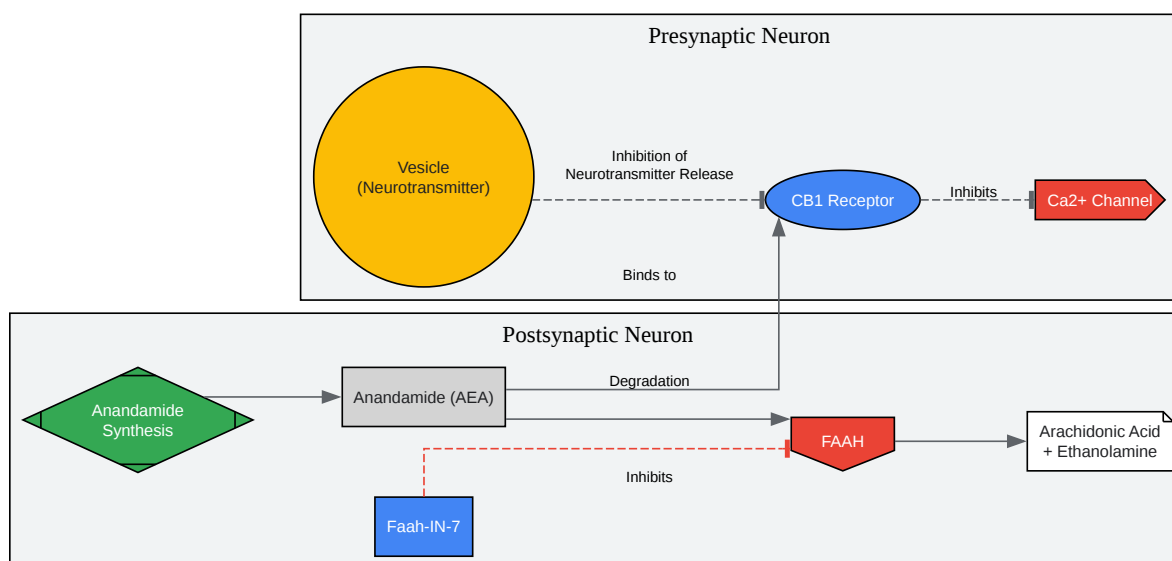 Presynaptic Neuron
Vesicle
(Neurotransmitter)
Inhibition of
Neurotransmitter Release
CB1 Receptor
Inhibits
Ca2+ Channel
Binds to
Postsynaptic Neuron
Anandamide
Synthesis
Anandamide (AEA)
Degradation
FAAH
Arachidonic Acid
+ Ethanolamine
Inhibits
Faah-IN-7